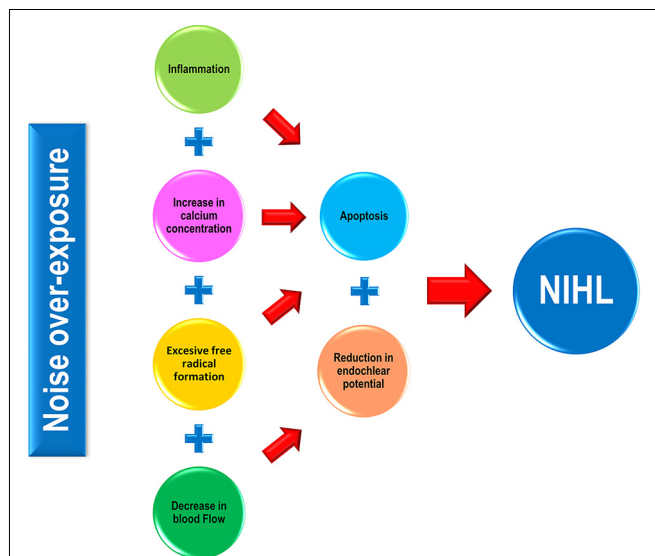 Noise over-exposure
Inflammation
Increase in
calcium
concentration
Excesive free
radical
formation
Decrease in
blood Flow
Apoptosis
Reduction in
endochlear
potential
NIHL